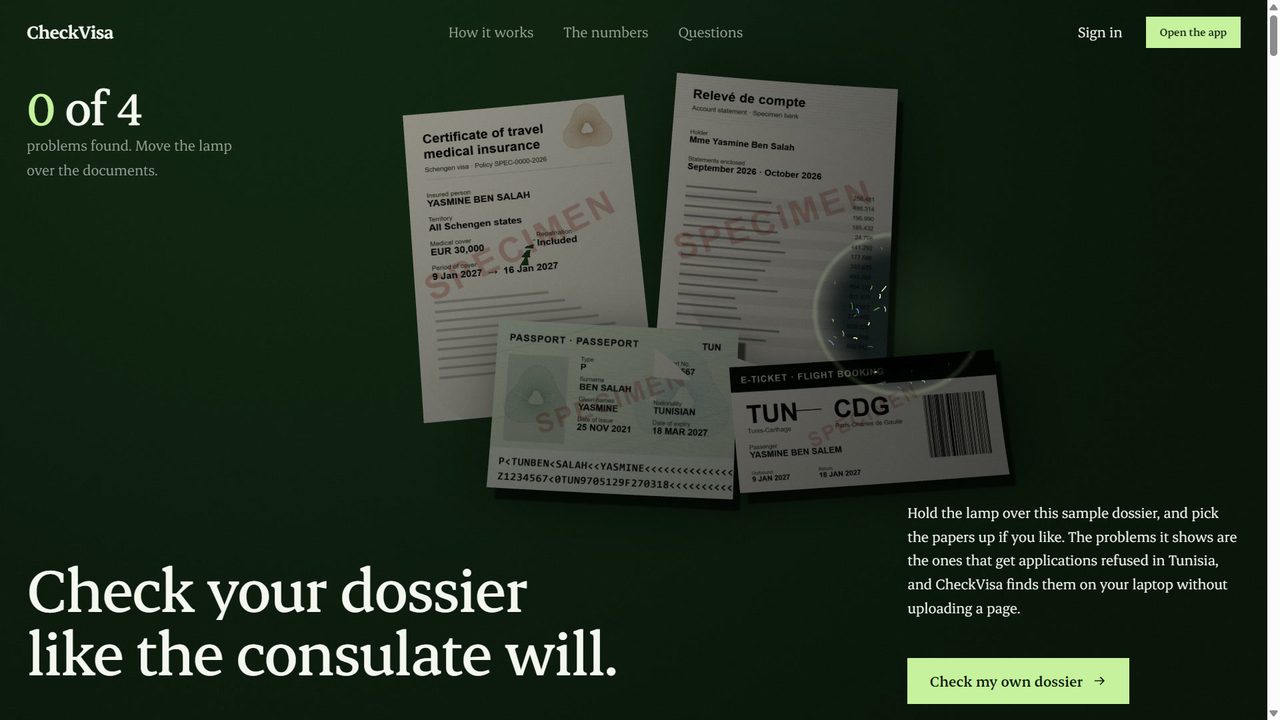 CheckVisa
How it works
The numbers
Questions
Sign in
Open the app
0 of 4
problems found. Move the lamp
over the documents.
Certificate of travel
medical insurance
Schengen visa · Policy SPEC-0000-2026
Insured person
YASMINE BEN SALAH
Territory
All Schengen states
Medical cover
EUR 30,000
Repatriation
Included
Period of cover
9 Jan 2027 → 16 Jan 2027
SPECIMEN
Relevé de compte
Account statement · Specimen bank
Holder
Mme Yasmine Ben Salah
Statements enclosed
September 2026 · October 2026
SPECIMEN
PASSPORT · PASSEPORT
TUN
Type
P
Surname
BEN SALAH
Given names
YASMINE
Nationality
TUNISIAN
Date of issue
25 NOV 2021
Date of expiry
18 MAR 2027
SPECIMEN
P<TUNBEN<SALAH<<YASMINE<<<<<<<<<<<<<<
Z1234567<0TUN9705129F270318<<<<<<<<<<
E-TICKET · FLIGHT BOOKING
TUN
CDG
Tunis-Carthage
Paris-Charles de Gaulle
Passenger
YASMINE BEN SALEM
Outbound
9 JAN 2027
Return
16 JAN 2027
SPECIMEN
Check your dossier
like the consulate will.
Hold the lamp over this sample dossier, and pick
the papers up if you like. The problems it shows are
the ones that get applications refused in Tunisia,
and CheckVisa finds them on your laptop without
uploading a page.
Check my own dossier →